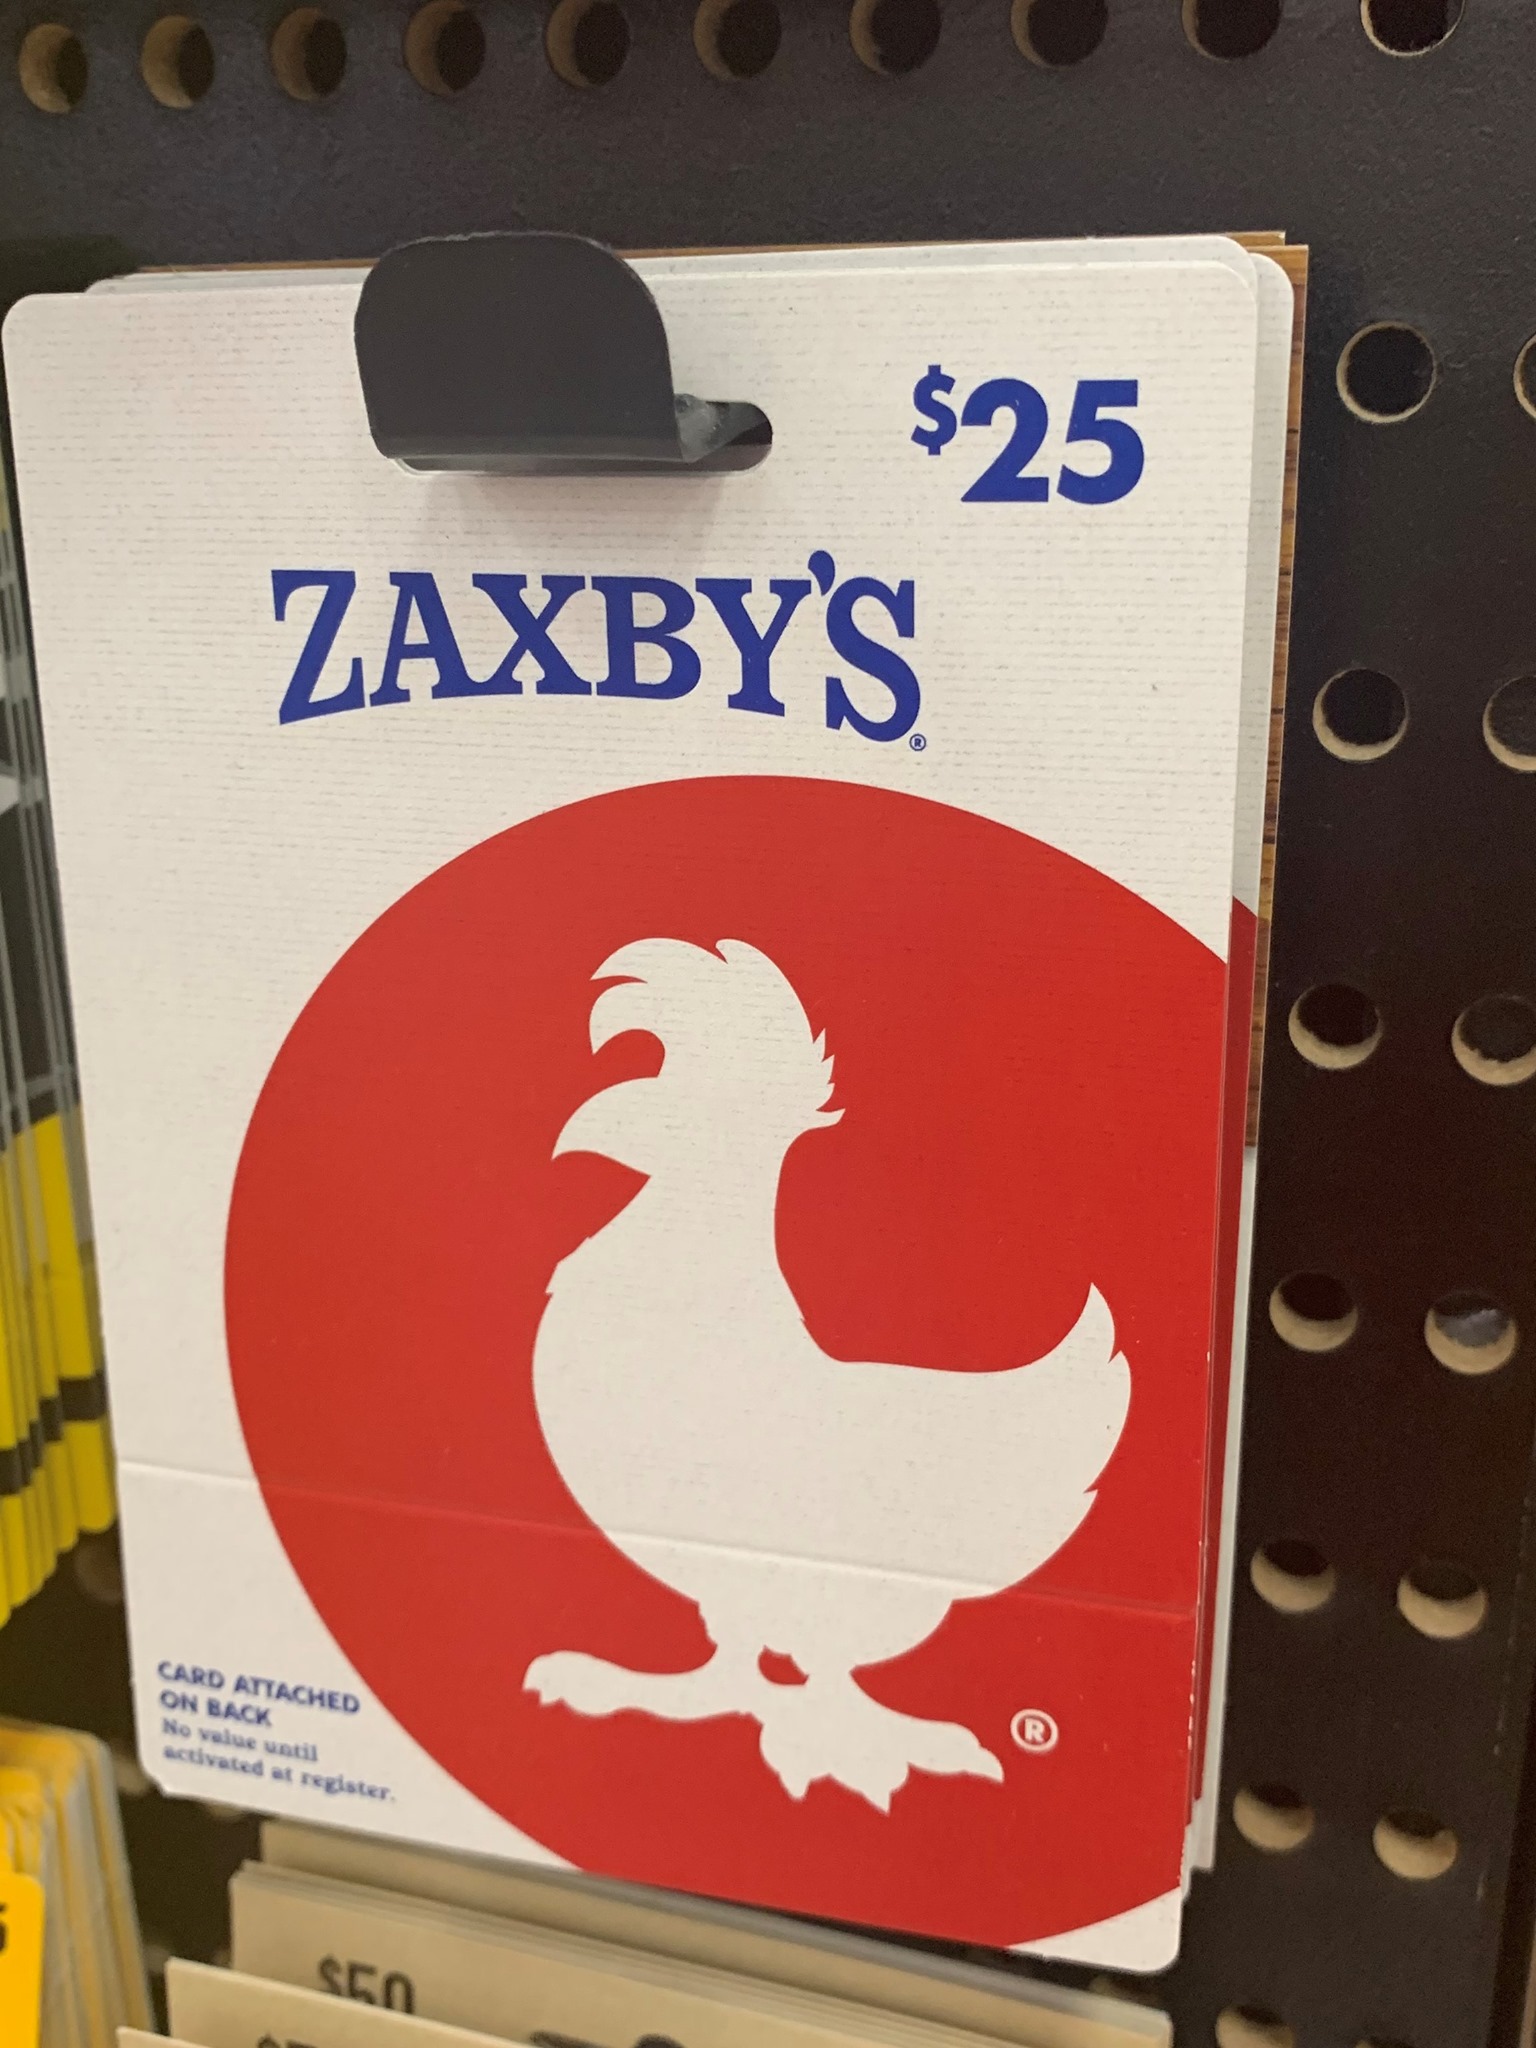 $25
ZAXBY'S®
®
CARD ATTACHED
ON BACK
No value until
activated at register.
$50